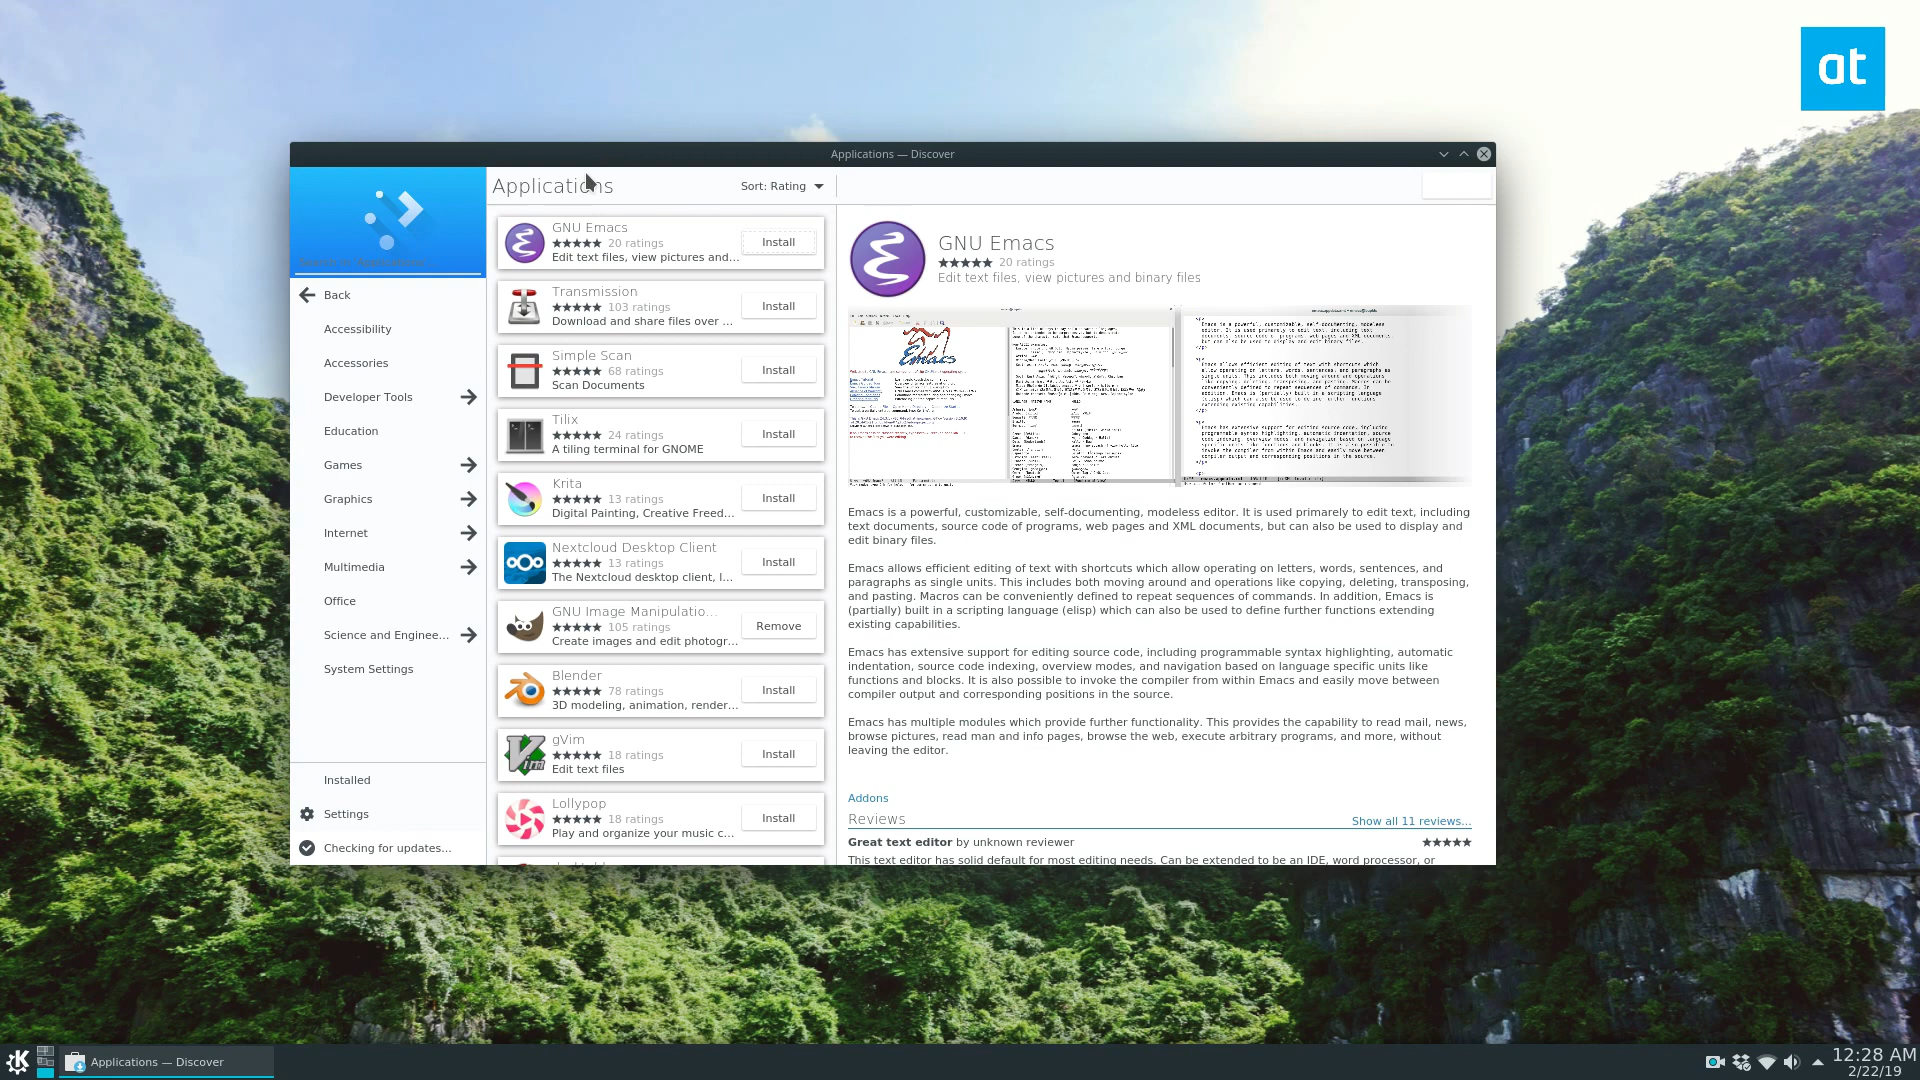 at
Applications — Discover
Applications
Sort: Rating
Back
Accessibility
Accessories
Developer Tools
Education
Games
Graphics
Internet
Multimedia
Office
Science and Enginee...
System Settings
Installed
Settings
Checking for updates...
GNU Emacs
20 ratings
Edit text files, view pictures and...
Install
Transmission
103 ratings
Download and share files over ...
Install
Simple Scan
68 ratings
Scan Documents
Install
Tilix
24 ratings
A tiling terminal for GNOME
Install
Krita
13 ratings
Digital Painting, Creative Freed...
Install
Nextcloud Desktop Client
13 ratings
The Nextcloud desktop client, I...
Install
GNU Image Manipulatio...
105 ratings
Create images and edit photogr...
Remove
Blender
78 ratings
3D modeling, animation, render...
Install
gVim
18 ratings
Edit text files
Install
Lollypop
18 ratings
Play and organize your music c...
Install
GNU Emacs
20 ratings
Edit text files, view pictures and binary files
Emacs
Emacs is a powerful, customizable, self-documenting, modeless editor. It is used primarely to edit text, including
text documents, source code of programs, web pages and XML documents, but can also be used to display and
edit binary files.
Emacs allows efficient editing of text with shortcuts which allow operating on letters, words, sentences, and
paragraphs as single units. This includes both moving around and operations like copying, deleting, transposing,
and pasting. Macros can be conveniently defined to repeat sequences of commands. In addition, Emacs is
(partially) built in a scripting language (elisp) which can also be used to define further functions extending
existing capabilities.
Emacs has extensive support for editing source code, including programmable syntax highlighting, automatic
indentation, source code indexing, overview modes, and navigation based on language specific units like
functions and blocks. It is also possible to invoke the compiler from within Emacs and easily move between
compiler output and corresponding positions in the source.
Emacs has multiple modules which provide further functionality. This provides the capability to read mail, news,
browse pictures, read man and info pages, browse the web, execute arbitrary programs, and more, without
leaving the editor.
Addons
Reviews
Show all 11 reviews...
Great text editor by unknown reviewer
This text editor has solid default for most editing needs. Can be extended to be an IDE, word processor, or
Applications — Discover
12:28 AM
2/22/19